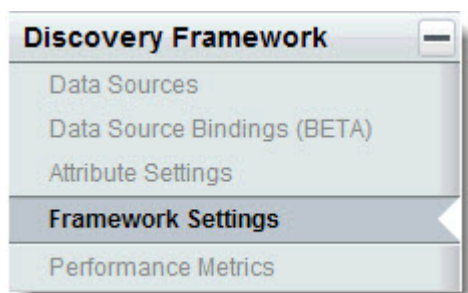 Discovery Framework
Data Sources
Data Source Bindings (BETA)
Attribute Settings
Framework Settings
Performance Metrics